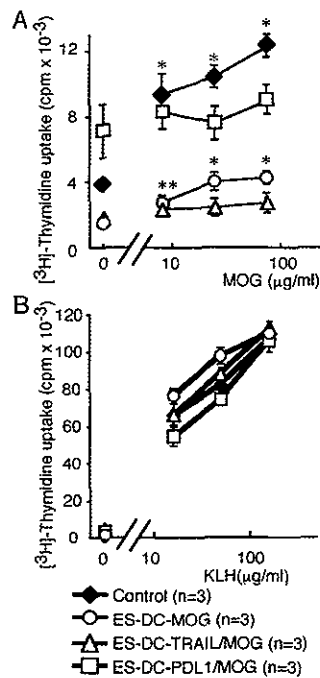 A
[³H]-Thymidine uptake (cpm x 10-3)
12
8
4
0
* * *
** * *
0 10 100
MOG (μg/ml)
B
[³H]-Thymidine uptake (cpm x 10-3)
120
100
80
60
40
20
0
0 10 100
KLH(μg/ml)
Control (n=3)
ES-DC-MOG (n=3)
ES-DC-TRAIL/MOG (n=3)
ES-DC-PDL1/MOG (n=3)